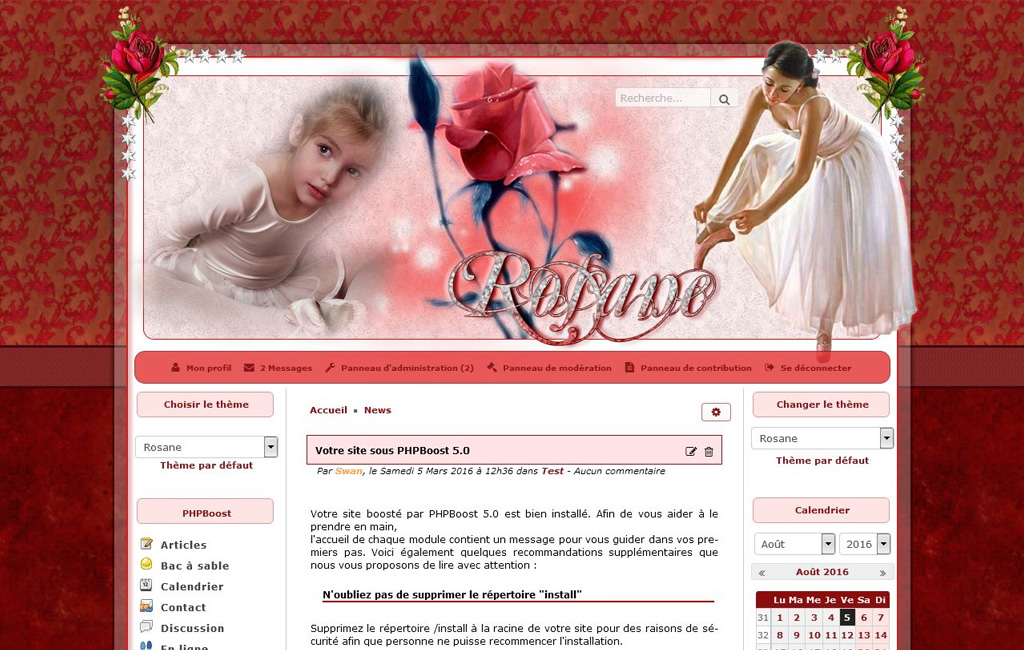 Recherche...
Rosane
Mon profil 2 Messages Panneau d'administration (2) Panneau de modération Panneau de contribution Se déconnecter
Choisir le thème
Rosane
Thème par défaut
PHPBoost
Articles
Bac à sable
Calendrier
Contact
Discussion
En ligne
Accueil News
Votre site sous PHPBoost 5.0
Par Swan, le Samedi 5 Mars 2016 à 12h36 dans Test - Aucun commentaire
Votre site boosté par PHPBoost 5.0 est bien installé. Afin de vous aider à le
prendre en main,
l'accueil de chaque module contient un message pour vous guider dans vos pre-
miers pas. Voici également quelques recommandations supplémentaires que
nous vous proposons de lire avec attention :
N'oubliez pas de supprimer le répertoire "install"
Supprimez le répertoire /install à la racine de votre site pour des raisons de sé-
curité afin que personne ne puisse recommencer l'installation.
Changer le thème
Rosane
Thème par défaut
Calendrier
Août 2016
« Août 2016 »
Lu Ma Me Je Ve Sa Di
31 1 2 3 4 5 6 7
32 8 9 10 11 12 13 14